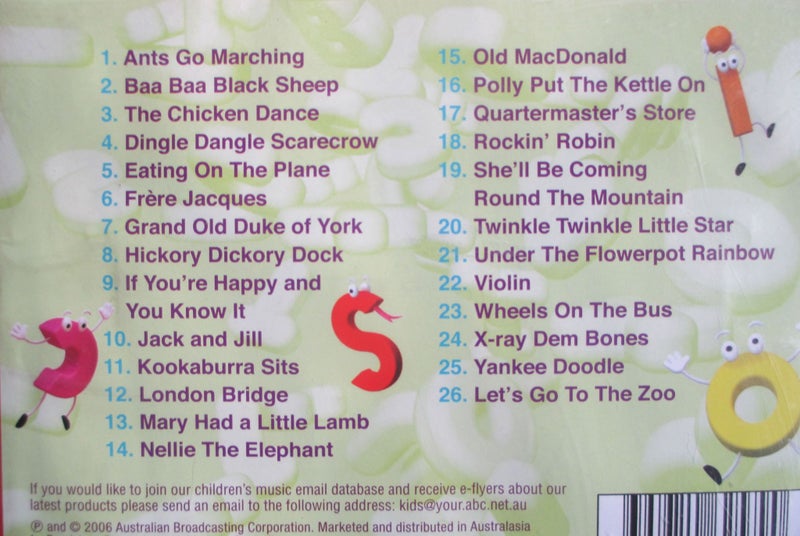 1. Ants Go Marching
2. Baa Baa Black Sheep
3. The Chicken Dance
4. Dingle Dangle Scarecrow
5. Eating On The Plane
6. Frère Jacques
7. Grand Old Duke of York
8. Hickory Dickory Dock
9. If You're Happy and
You Know It
10. Jack and Jill
11. Kookaburra Sits
12. London Bridge
13. Mary Had a Little Lamb
14. Nellie The Elephant
15. Old MacDonald
16. Polly Put The Kettle On
17. Quartermaster's Store
18. Rockin' Robin
19. She'll Be Coming
Round The Mountain
20. Twinkle Twinkle Little Star
21. Under The Flowerpot Rainbow
22. Violin
23. Wheels On The Bus
24. X-ray Dem Bones
25. Yankee Doodle
26. Let's Go To The Zoo
If you would like to join our children's music email database and receive e-flyers about our
latest products please send an email to the following address: kids@your.abc.net.au
℗ and © 2006 Australian Broadcasting Corporation. Marketed and distributed in Australasia